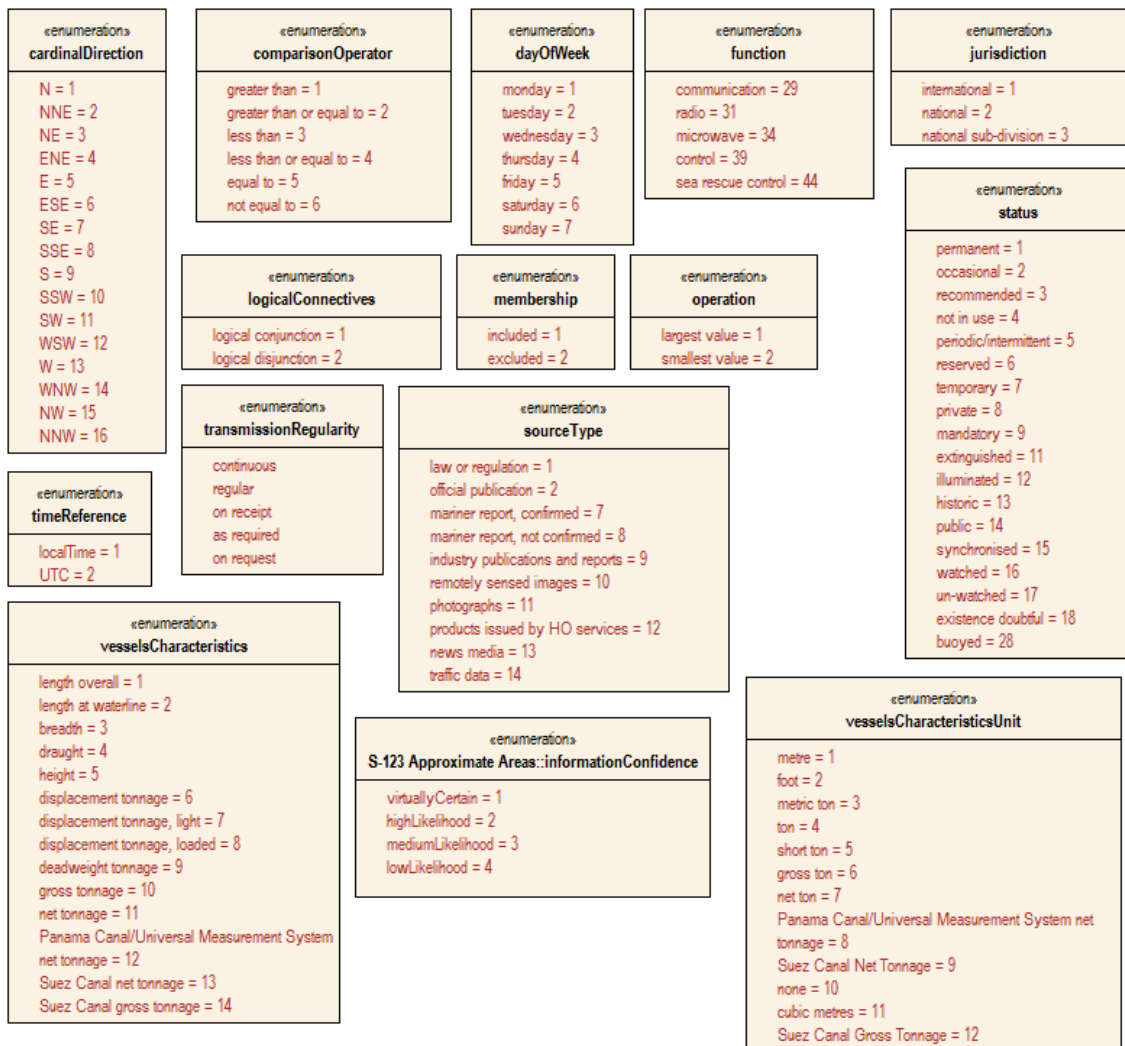 «enumeration»
cardinalDirection
N = 1
NNE = 2
NE = 3
ENE = 4
E = 5
ESE = 6
SE = 7
SSE = 8
S = 9
SSW = 10
SW = 11
WSW = 12
W = 13
WNW = 14
NW = 15
NNW = 16
«enumeration»
comparisonOperator
greater than = 1
greater than or equal to = 2
less than = 3
less than or equal to = 4
equal to = 5
not equal to = 6
«enumeration»
dayOfWeek
monday = 1
tuesday = 2
wednesday = 3
thursday = 4
friday = 5
saturday = 6
sunday = 7
«enumeration»
function
communication = 29
radio = 31
microwave = 34
control = 39
sea rescue control = 44
«enumeration»
jurisdiction
international = 1
national = 2
national sub-division = 3
«enumeration»
status
permanent = 1
occasional = 2
recommended = 3
not in use = 4
periodic/intermittent = 5
reserved = 6
temporary = 7
private = 8
mandatory = 9
extinguished = 11
illuminated = 12
historic = 13
public = 14
synchronised = 15
watched = 16
un-watched = 17
existence doubtful = 18
buoyed = 28
«enumeration»
logicalConnectives
logical conjunction = 1
logical disjunction = 2
«enumeration»
membership
included = 1
excluded = 2
«enumeration»
operation
largest value = 1
smallest value = 2
«enumeration»
transmissionRegularity
continuous
regular
on receipt
as required
on request
«enumeration»
sourceType
law or regulation = 1
official publication = 2
mariner report, confirmed = 7
mariner report, not confirmed = 8
industry publications and reports = 9
remotely sensed images = 10
photographs = 11
products issued by HO services = 12
news media = 13
traffic data = 14
«enumeration»
timeReference
localTime = 1
UTC = 2
«enumeration»
vesselsCharacteristics
length overall = 1
length at waterline = 2
breadth = 3
draught = 4
height = 5
displacement tonnage = 6
displacement tonnage, light = 7
displacement tonnage, loaded = 8
deadweight tonnage = 9
gross tonnage = 10
net tonnage = 11
Panama Canal/Universal Measurement System
net tonnage = 12
Suez Canal net tonnage = 13
Suez Canal gross tonnage = 14
«enumeration»
S-123 Approximate Areas::informationConfidence
virtuallyCertain = 1
highLikelihood = 2
mediumLikelihood = 3
lowLikelihood = 4
«enumeration»
vesselsCharacteristicsUnit
metre = 1
foot = 2
metric ton = 3
ton = 4
short ton = 5
gross ton = 6
net ton = 7
Panama Canal/Universal Measurement System net
tonnage = 8
Suez Canal Net Tonnage = 9
none = 10
cubic metres = 11
Suez Canal Gross Tonnage = 12